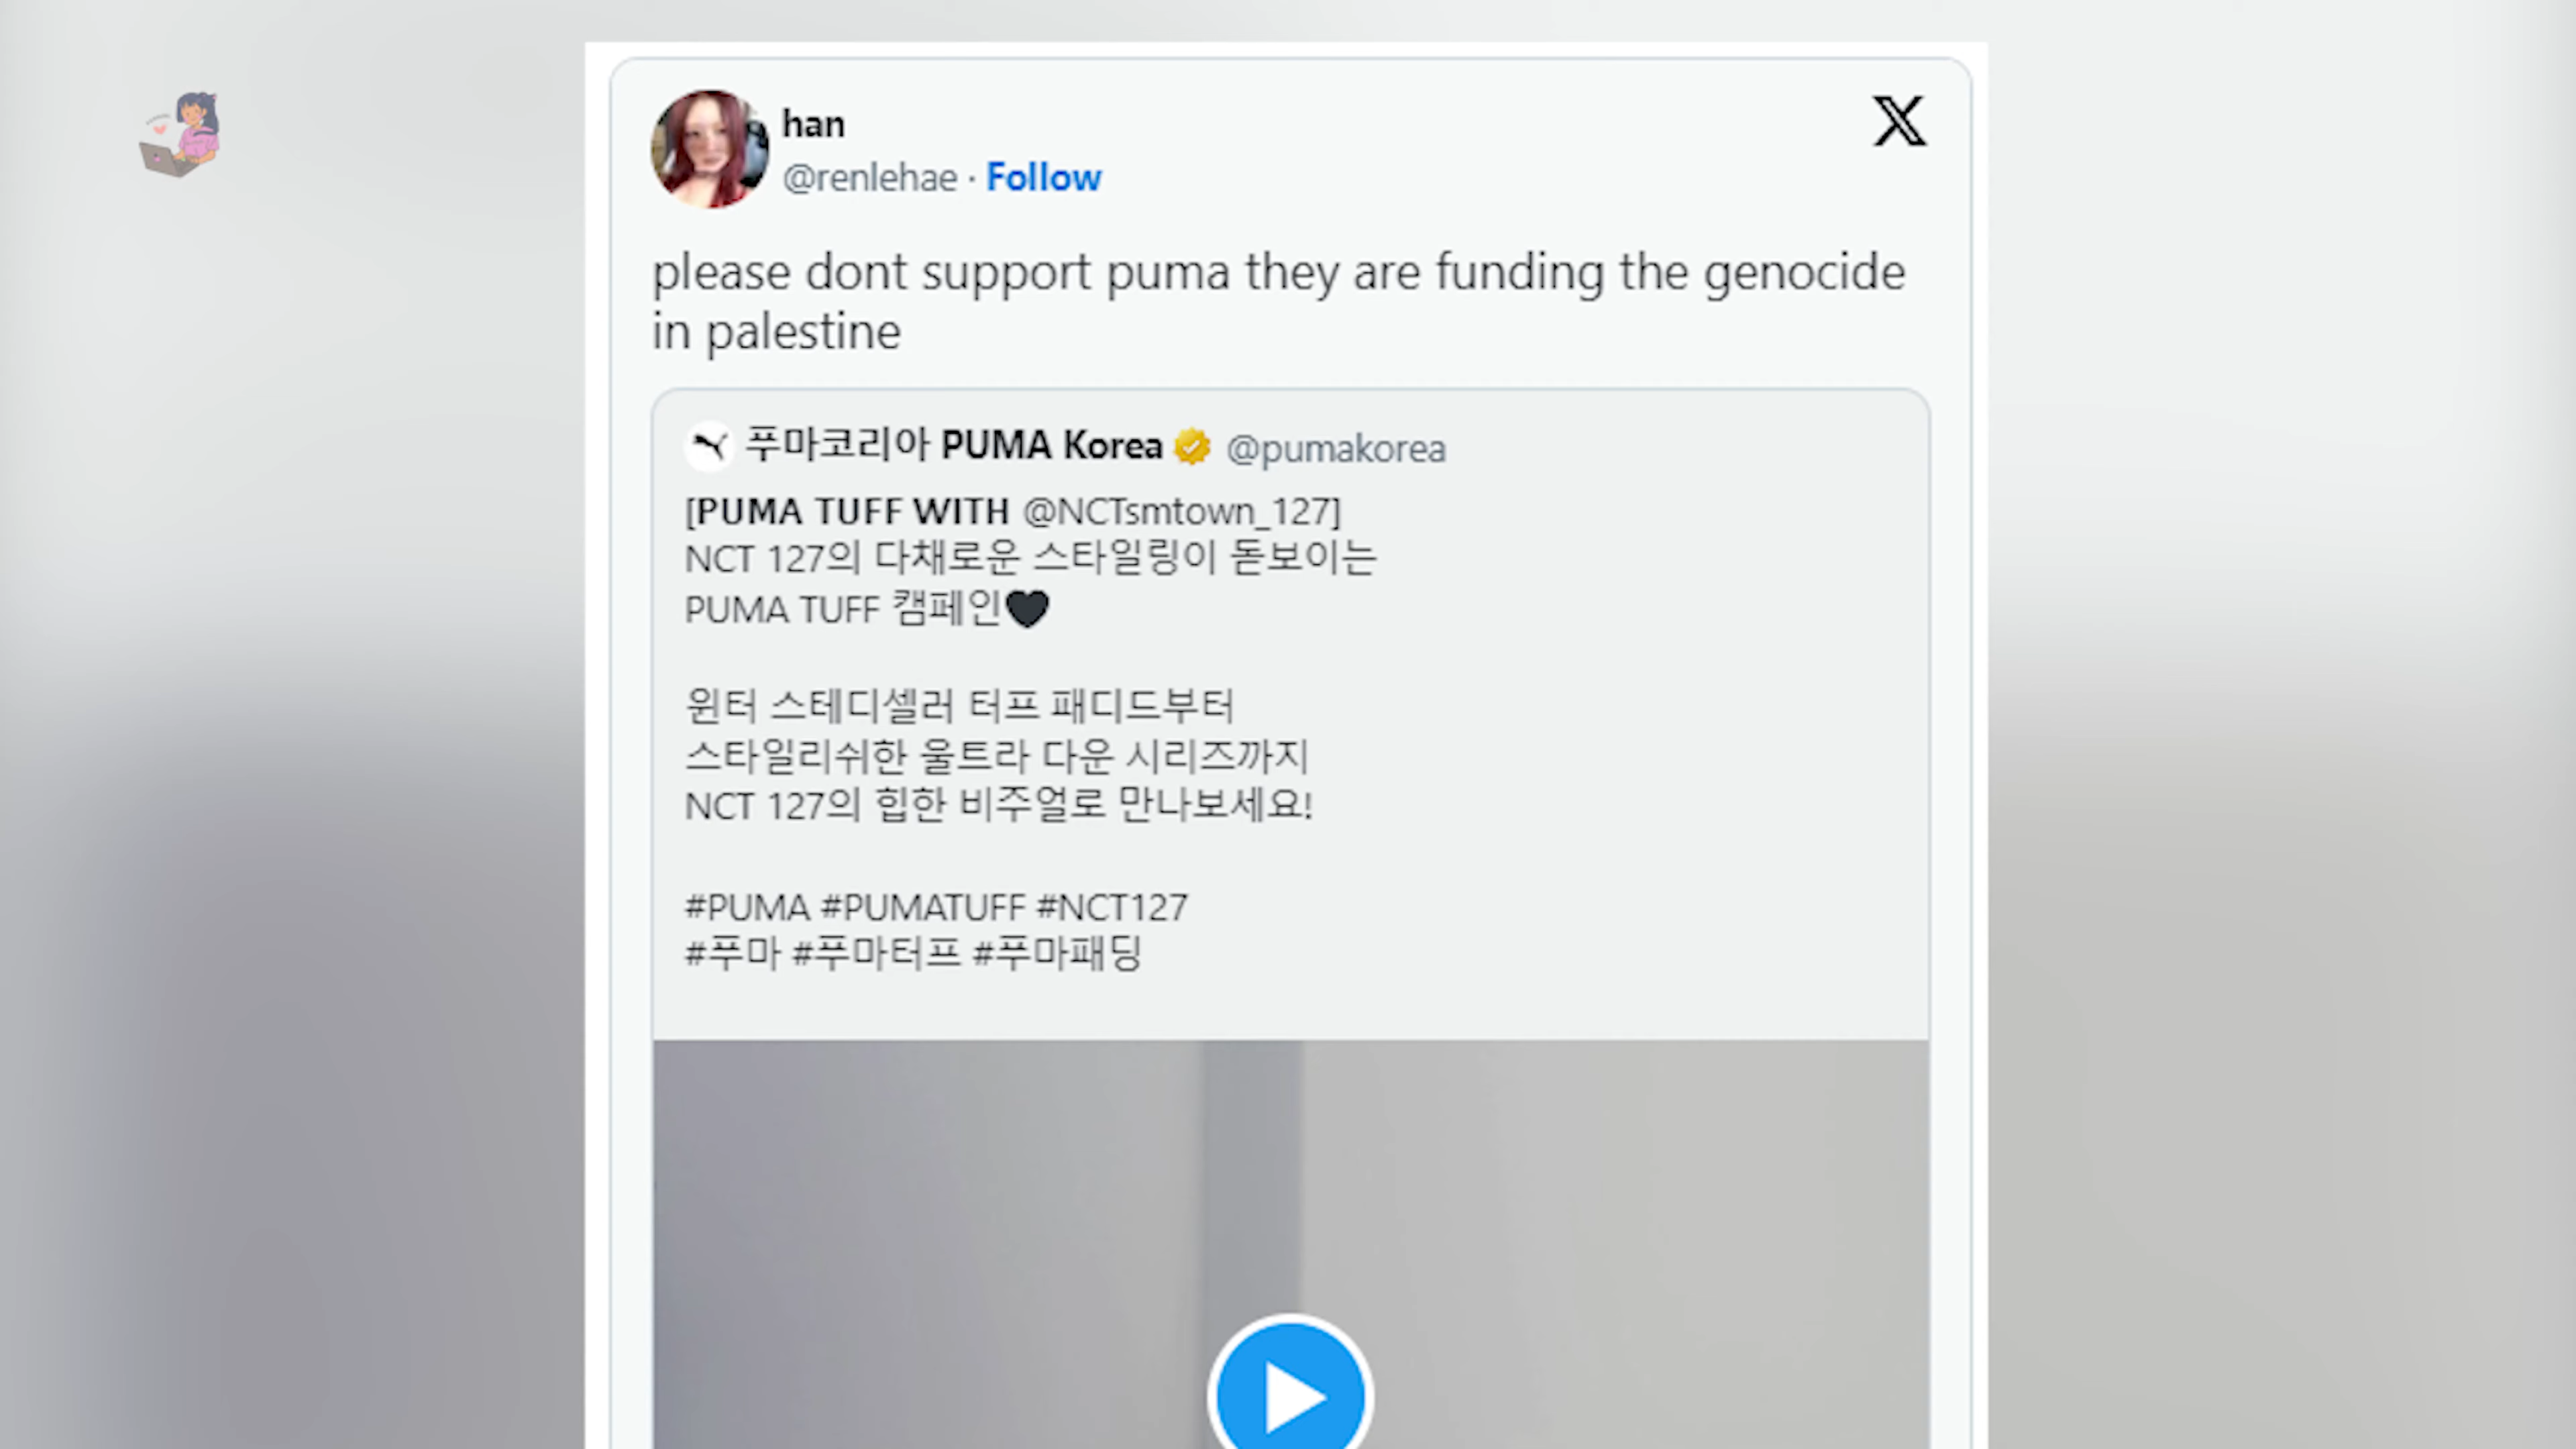 han
@renlehae · Follow
please dont support puma they are funding the genocide
in palestine
푸마코리아 PUMA Korea @pumakorea
[PUMA TUFF WITH @NCTsmtown_127]
NCT 127의 다채로운 스타일링이 돋보이는
PUMA TUFF 캠페인🖤
윈터 스테디셀러 터프 패디드부터
스타일리쉬한 울트라 다운 시리즈까지
NCT 127의 힙한 비주얼로 만나보세요!
#PUMA #PUMATUFF #NCT127
#푸마 #푸마터프 #푸마패딩